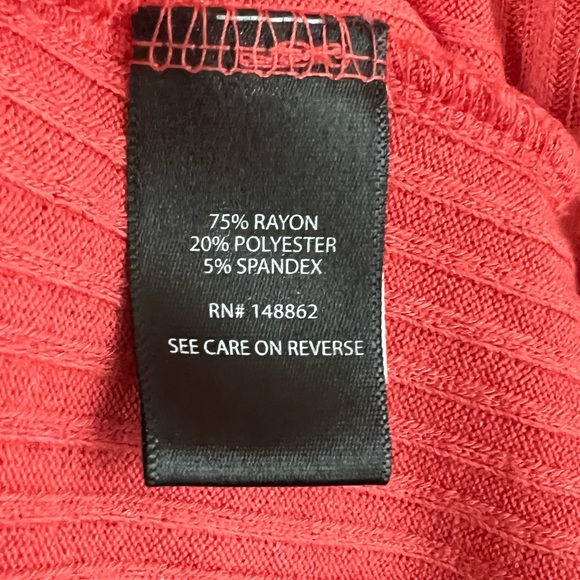 75% RAYON
20% POLYESTER
5% SPANDEX
RN# 148862
SEE CARE ON REVERSE